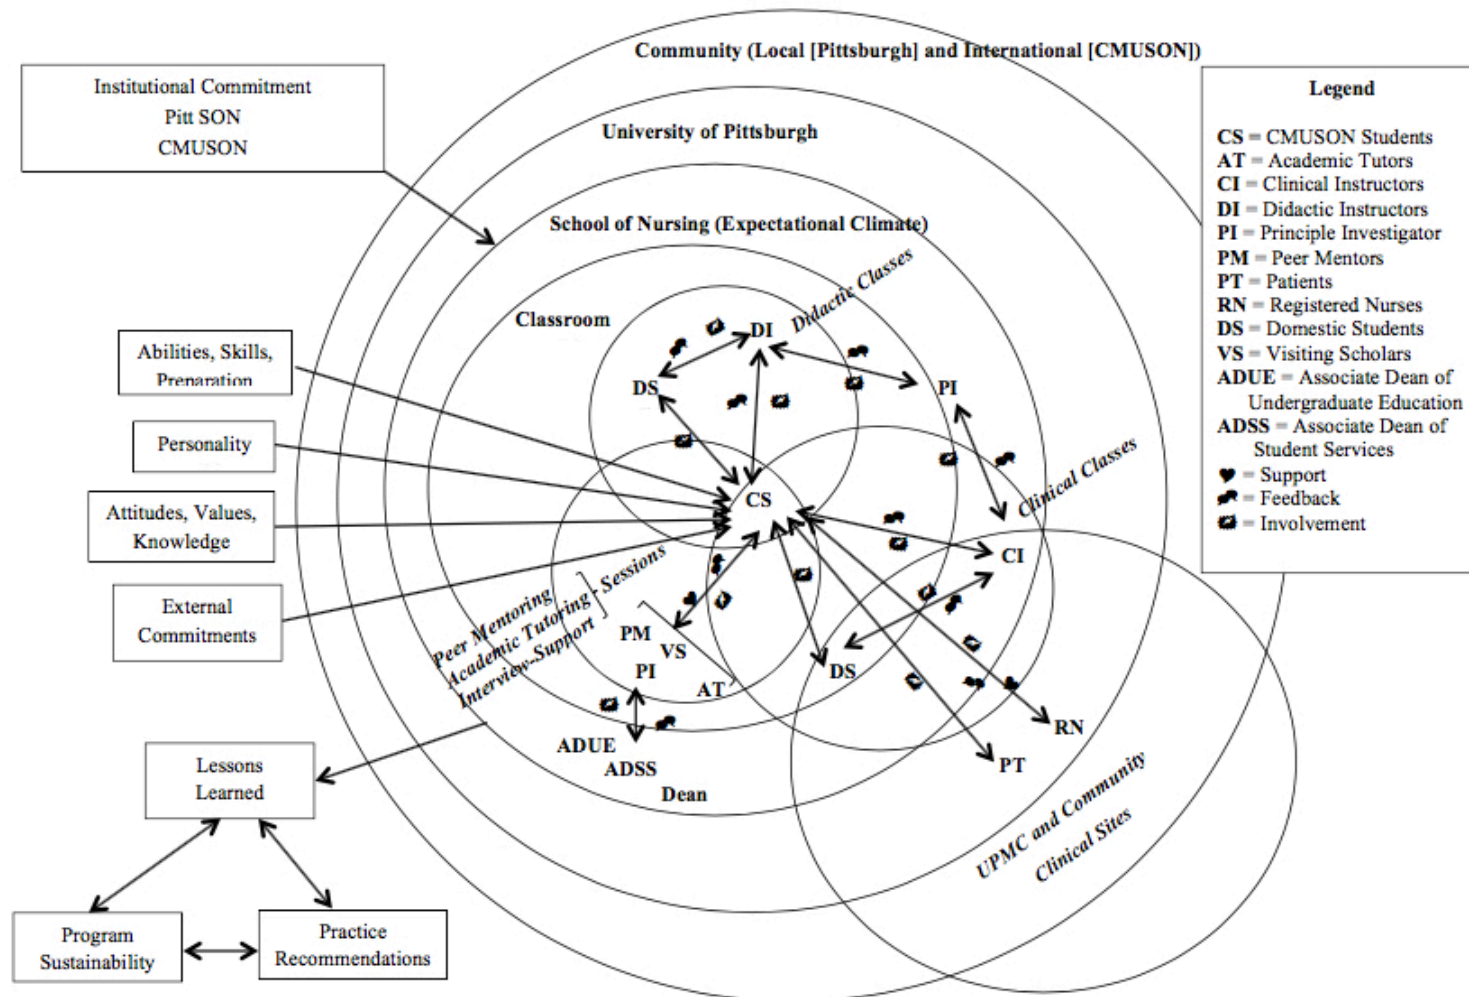 Community (Local [Pittsburgh] and International [CMUSON])
Institutional Commitment
Pitt SON
CMUSON
University of Pittsburgh
School of Nursing (Expectational Climate)
Classroom
Didactic Classes
DI
DS
PI
Abilities, Skills,
Preparation
Personality
Attitudes, Values,
Knowledge
External
Commitments
CS
Clinical Classes
CI
Peer Mentoring
Academic Tutoring - Sessions
Interview-Support
PM
VS
PI
AT
DS
RN
PT
ADUE
ADSS
Dean
UPMC and Community
Clinical Sites
Lessons
Learned
Program
Sustainability
Practice
Recommendations
Legend
CS = CMUSON Students
AT = Academic Tutors
CI = Clinical Instructors
DI = Didactic Instructors
PI = Principle Investigator
PM = Peer Mentors
PT = Patients
RN = Registered Nurses
DS = Domestic Students
VS = Visiting Scholars
ADUE = Associate Dean of
Undergraduate Education
ADSS = Associate Dean of
Student Services
= Support
= Feedback
= Involvement